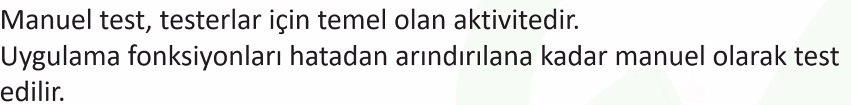 Manuel test, testerlar için temel olan aktivitedir.
Uygulama fonksiyonları hatadan arındırılana kadar manuel olarak test
edilir.